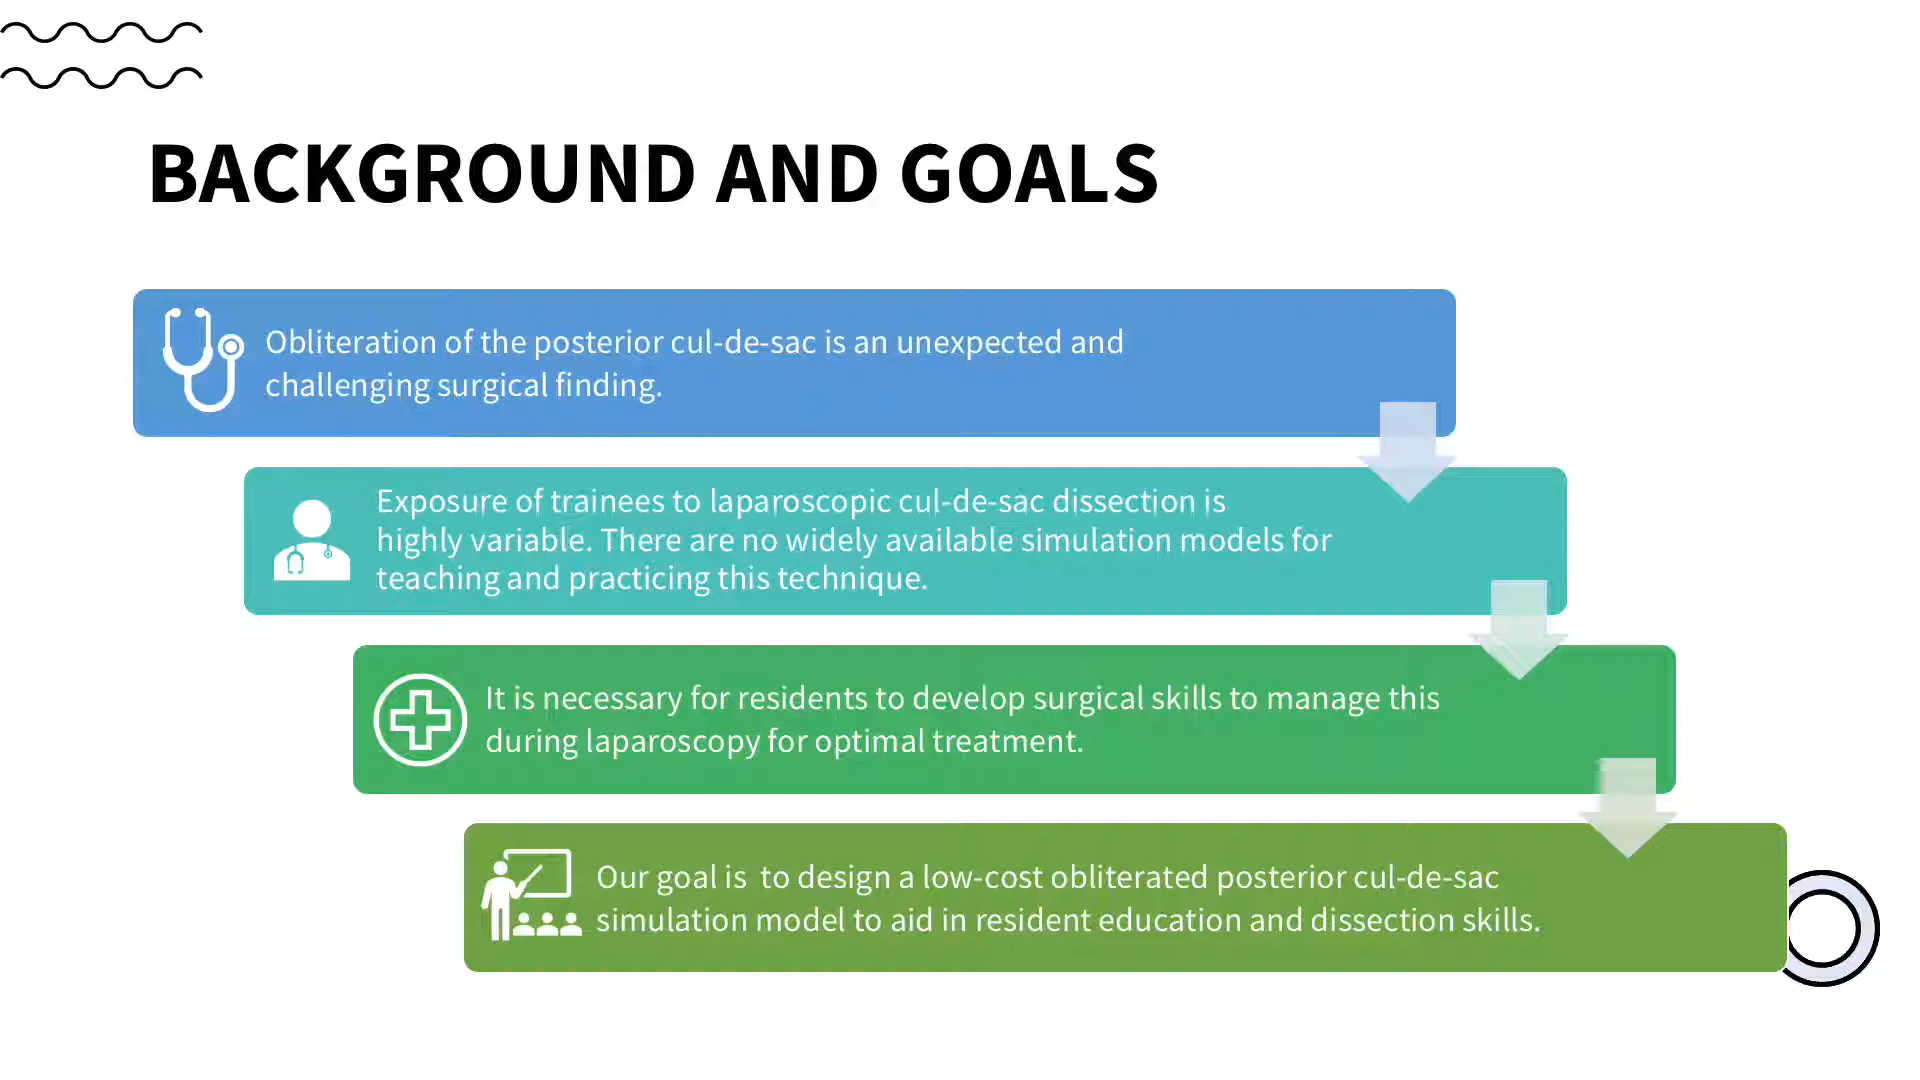 BACKGROUND AND GOALS
Obliteration of the posterior cul-de-sac is an unexpected and
challenging surgical finding.
Exposure of trainees to laparoscopic cul-de-sac dissection is
highly variable. There are no widely available simulation models for
teaching and practicing this technique.
It is necessary for residents to develop surgical skills to manage this
during laparoscopy for optimal treatment.
Our goal is  to design a low-cost obliterated posterior cul-de-sac
simulation model to aid in resident education and dissection skills.